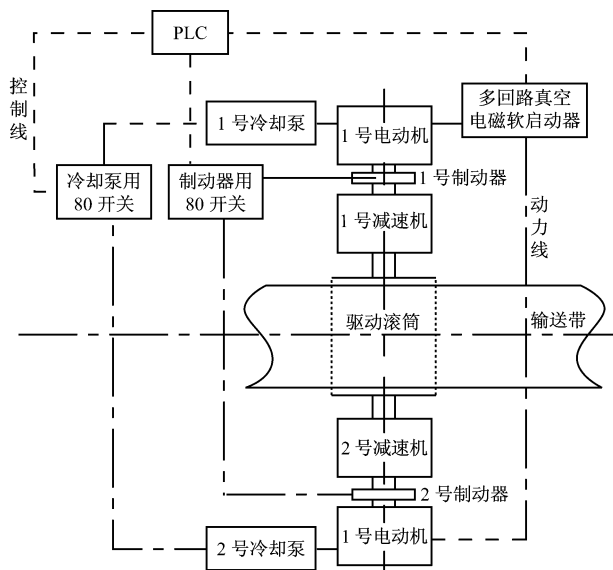 PLC
控制线
1号冷却泵
1号电动机
多回路真空
电磁软启动器
冷却泵用
80开关
制动器用
80开关
1号制动器
1号减速机
动力线
驱动滚筒
输送带
2号减速机
2号制动器
2号冷却泵
1号电动机